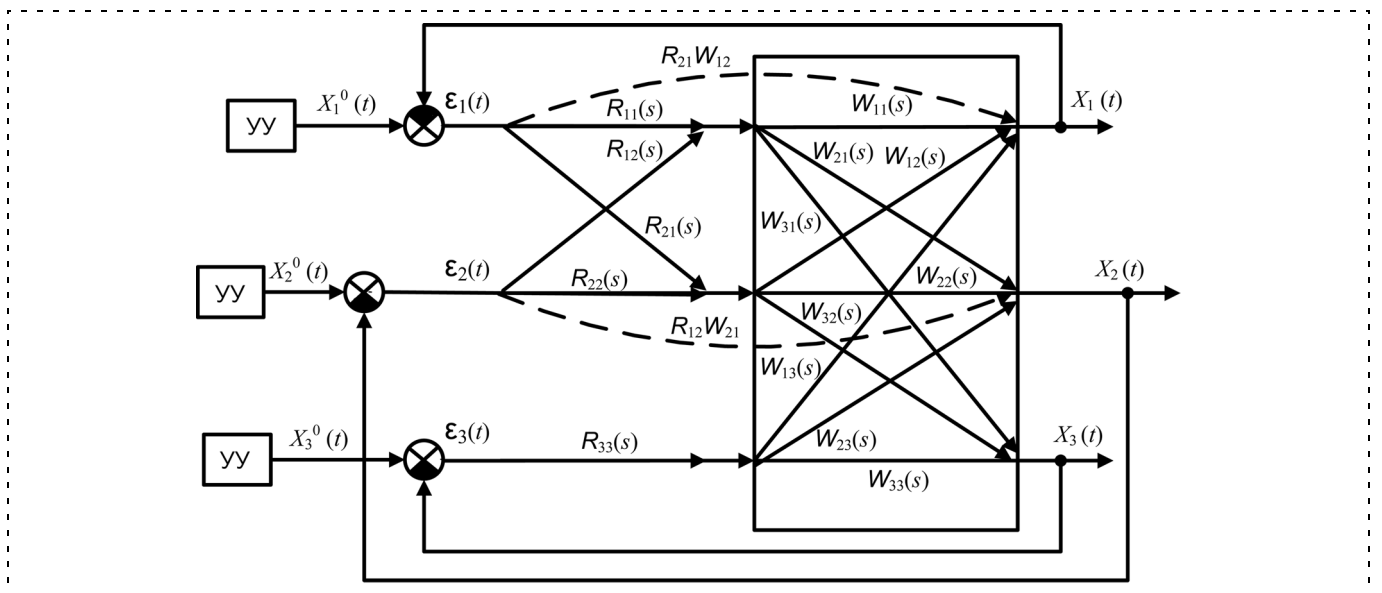 R21W12
УУ
X1^0 (t)
ε1(t)
R11(s)
W11(s)
X1 (t)
R12(s)
W21(s)
W12(s)
R21(s)
W31(s)
УУ
X2^0 (t)
ε2(t)
R22(s)
W22(s)
X2 (t)
R12W21
W32(s)
W13(s)
УУ
X3^0 (t)
ε3(t)
R33(s)
W23(s)
X3 (t)
W33(s)